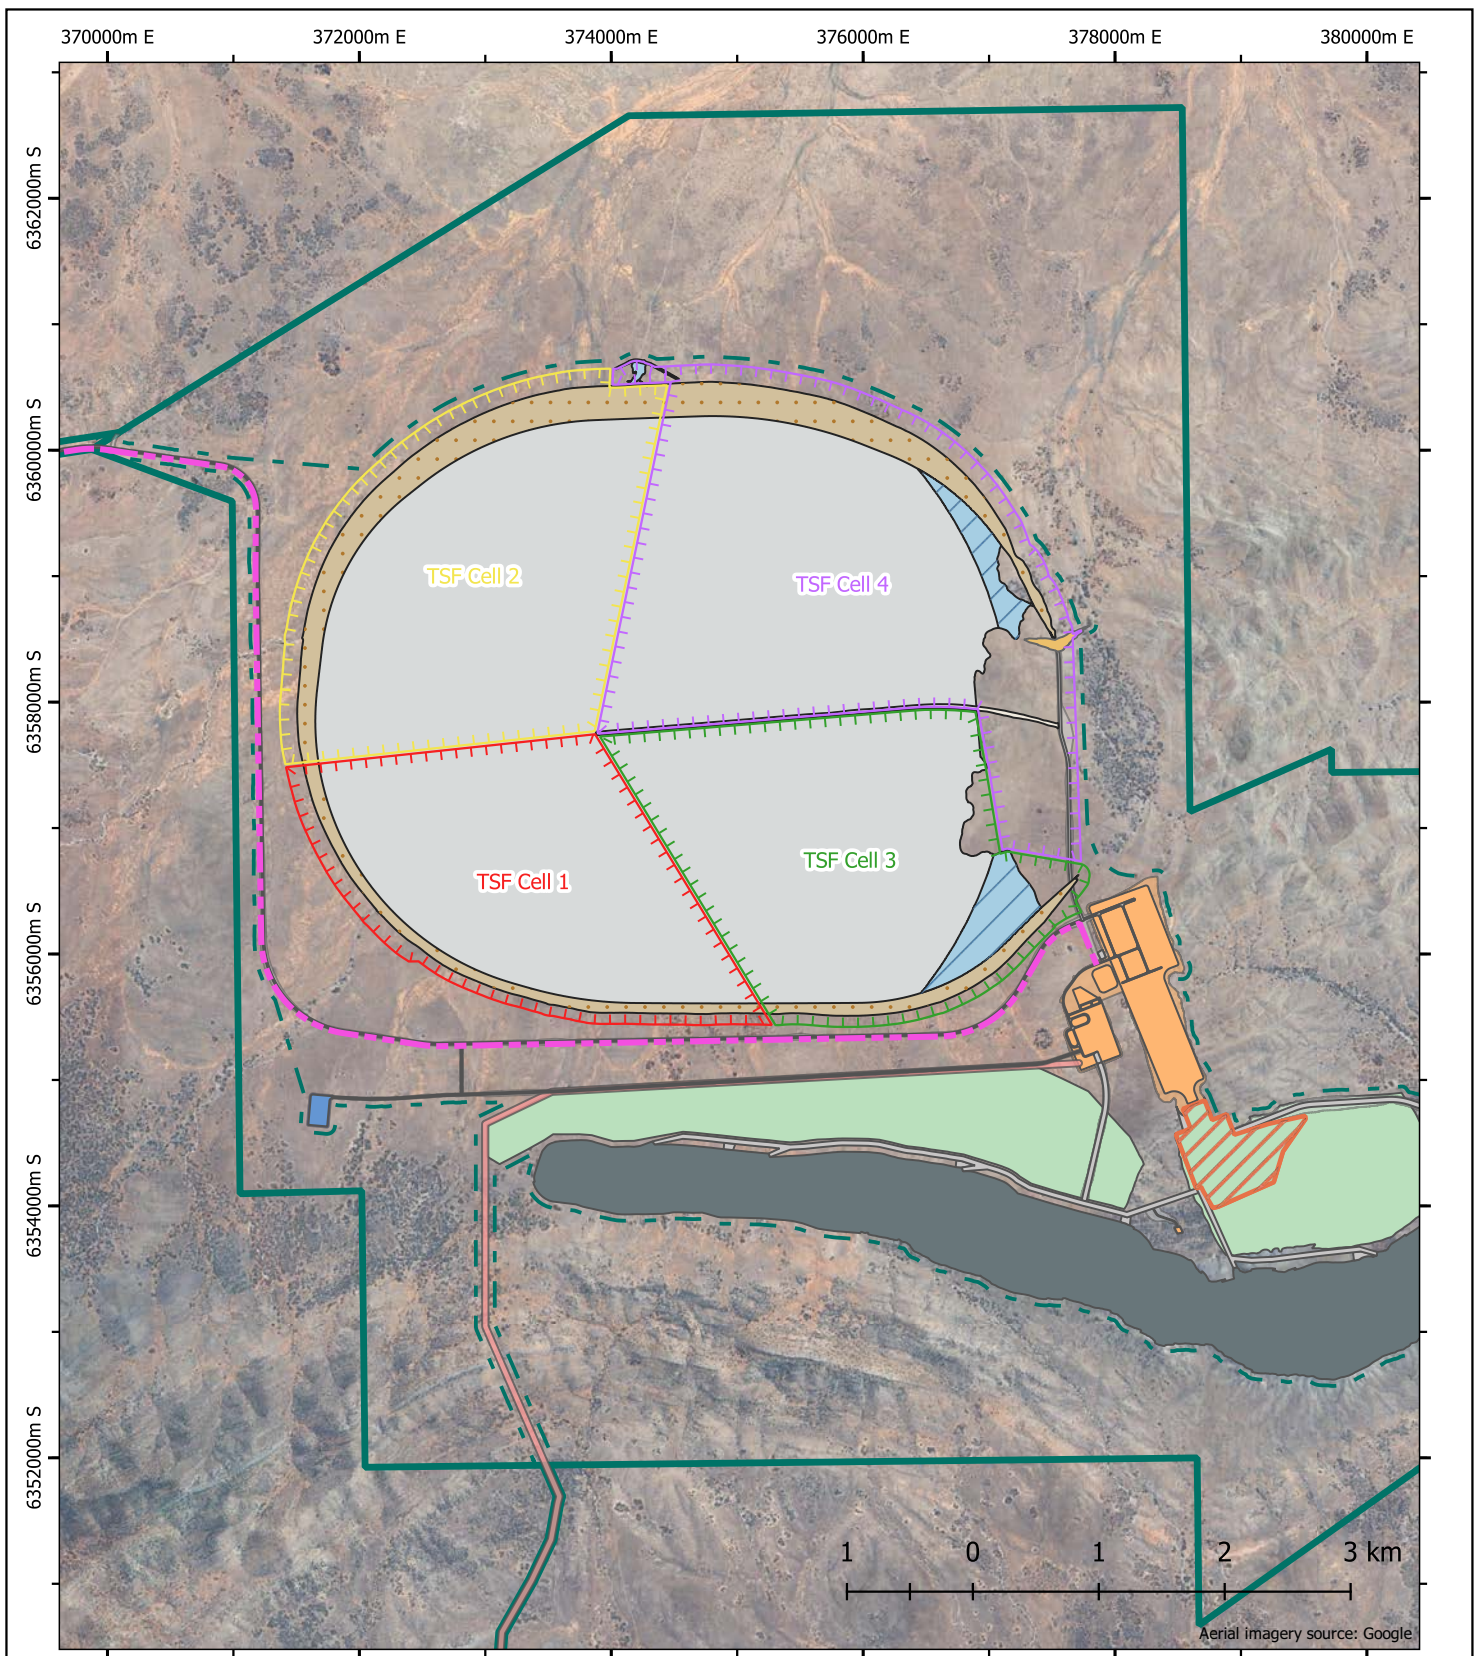 370000m E
372000m E
374000m E
376000m E
378000m E
380000m E
6362000m S
6360000m S
6358000m S
6356000m S
6354000m S
6352000m S
TSF Cell 2
TSF Cell 4
TSF Cell 3
TSF Cell 1
1 0 1 2 3 km
Aerial imagery source: Google